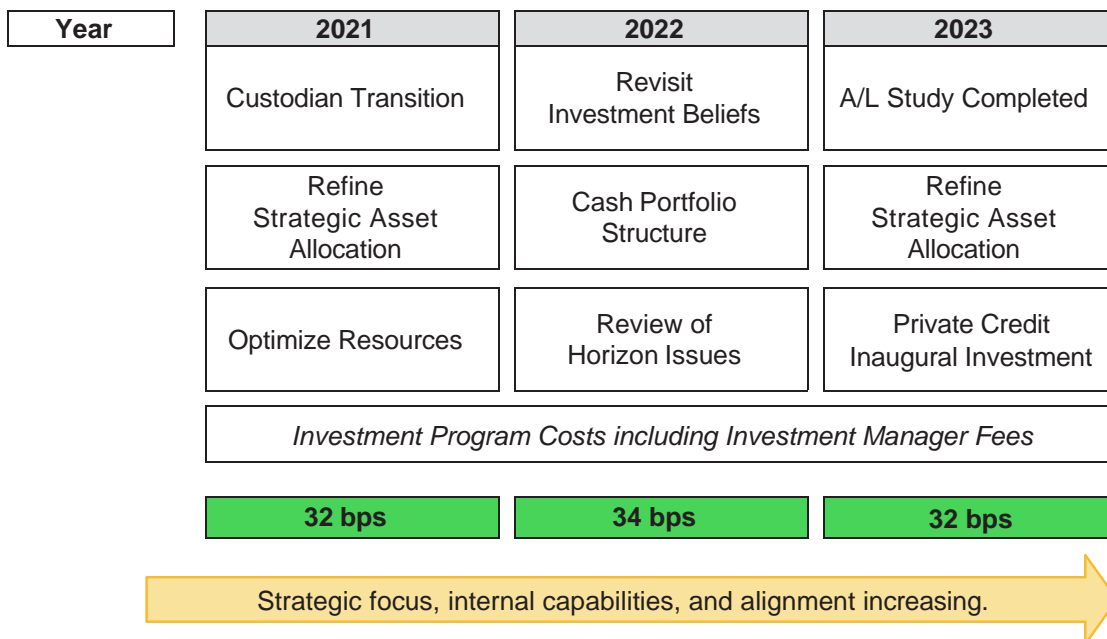 Year 2021 2022 2023
Custodian Transition
Revisit
Investment Beliefs
A/L Study Completed
Refine
Strategic Asset
Allocation
Cash Portfolio
Structure
Refine
Strategic Asset
Allocation
Optimize Resources
Review of
Horizon Issues
Private Credit
Inaugural Investment
Investment Program Costs including Investment Manager Fees
32 bps 34 bps 32 bps
Strategic focus, internal capabilities, and alignment increasing.